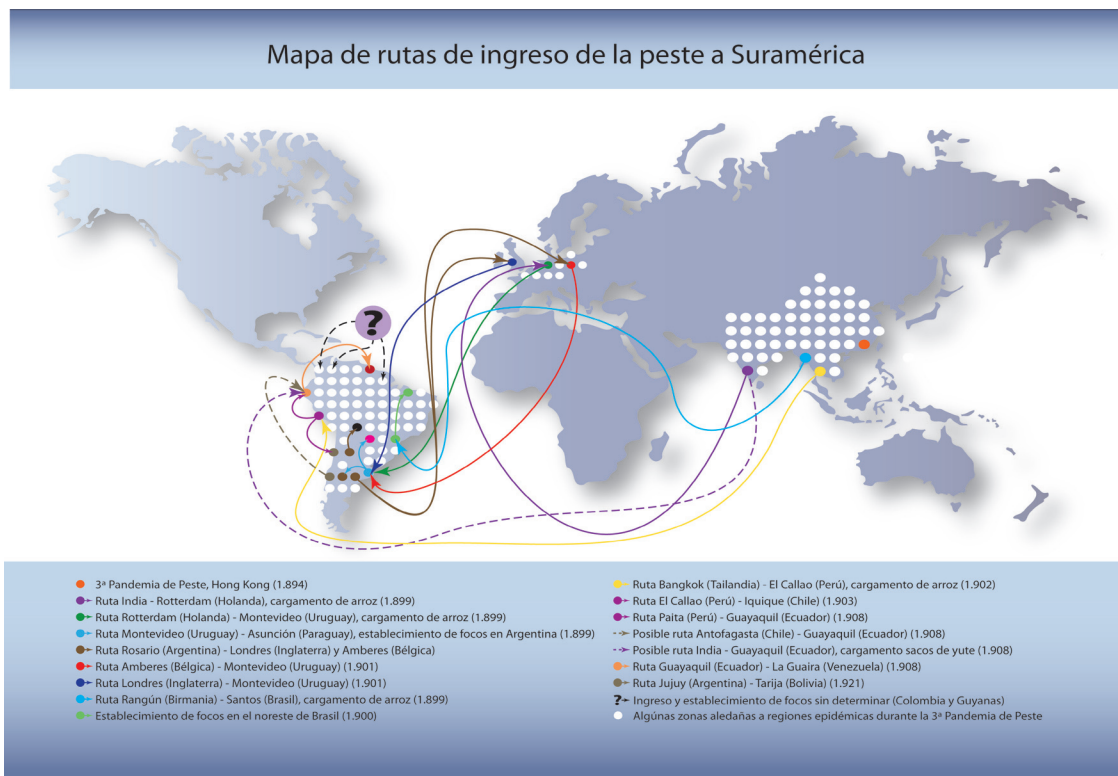 Mapa de rutas de ingreso de la peste a Suramérica
?
3ª Pandemia de Peste, Hong Kong (1.894)
Ruta India - Rotterdam (Holanda), cargamento de arroz (1.899)
Ruta Rotterdam (Holanda) - Montevideo (Uruguay), cargamento de arroz (1.899)
Ruta Montevideo (Uruguay) - Asunción (Paraguay), establecimiento de focos en Argentina (1.899)
Ruta Rosario (Argentina) - Londres (Inglaterra) y Amberes (Bélgica)
Ruta Amberes (Bélgica) - Montevideo (Uruguay) (1.901)
Ruta Londres (Inglaterra) - Montevideo (Uruguay) (1.901)
Ruta Rangún (Birmania) - Santos (Brasil), cargamento de arroz (1.899)
Establecimiento de focos en el noreste de Brasil (1.900)
Ruta Bangkok (Tailandia) - El Callao (Perú), cargamento de arroz (1.902)
Ruta El Callao (Perú) - Iquique (Chile) (1.903)
Ruta Paita (Perú) - Guayaquil (Ecuador) (1.908)
Posible ruta Antofagasta (Chile) - Guayaquil (Ecuador) (1.908)
Posible ruta India - Guayaquil (Ecuador), cargamento sacos de yute (1.908)
Ruta Guayaquil (Ecuador) - La Guaira (Venezuela) (1.908)
Ruta Jujuy (Argentina) - Tarija (Bolivia) (1.921)
? Ingreso y establecimiento de focos sin determinar (Colombia y Guyanas)
Algúnas zonas aledañas a regiones epidémicas durante la 3ª Pandemia de Peste